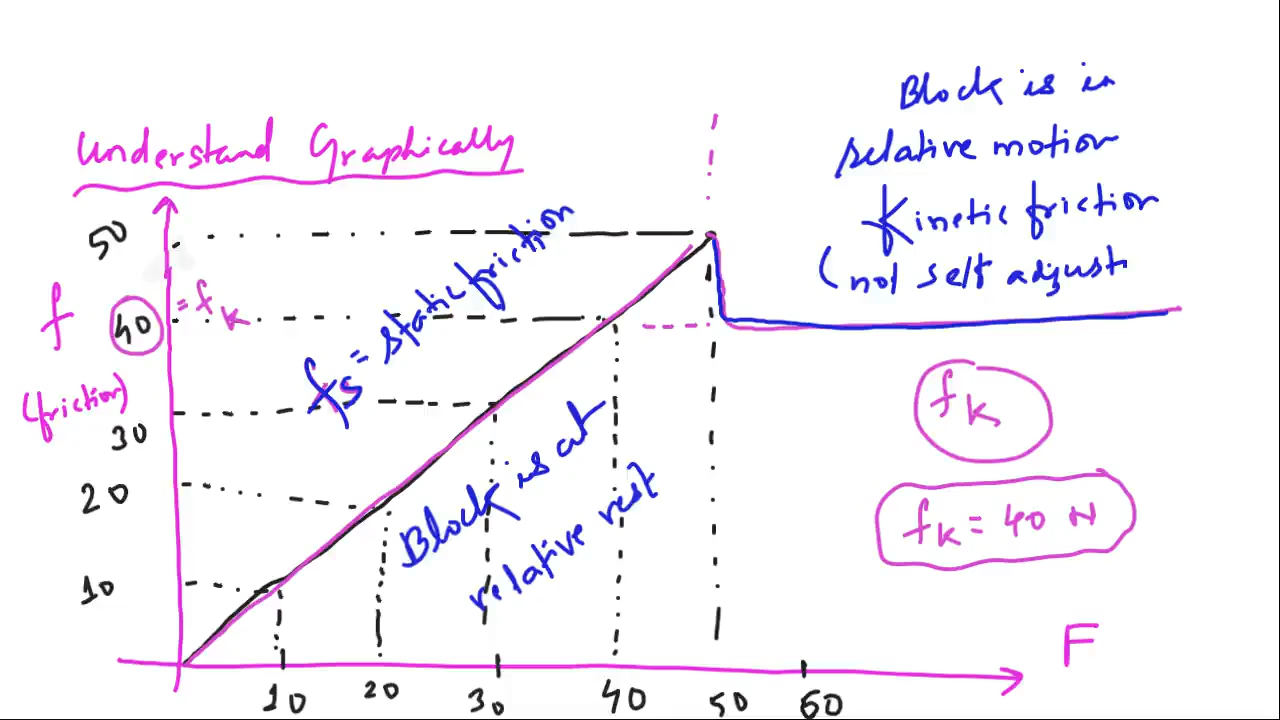 Understand Graphically
Block is in
relative motion
Kinetic friction
(not self adjust
50
f
40
= fk
(friction)
30
20
10
fs = static friction
Block is at
relative rest
fk
fk = 40 N
F
10 20 30 40 50 60